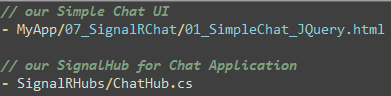 // our Simple Chat UI
- MyApp/07_SignalRChat/01_SimpleChat_JQuery.html
// our SignalHub for Chat Application
- SignalRHubs/ChatHub.cs